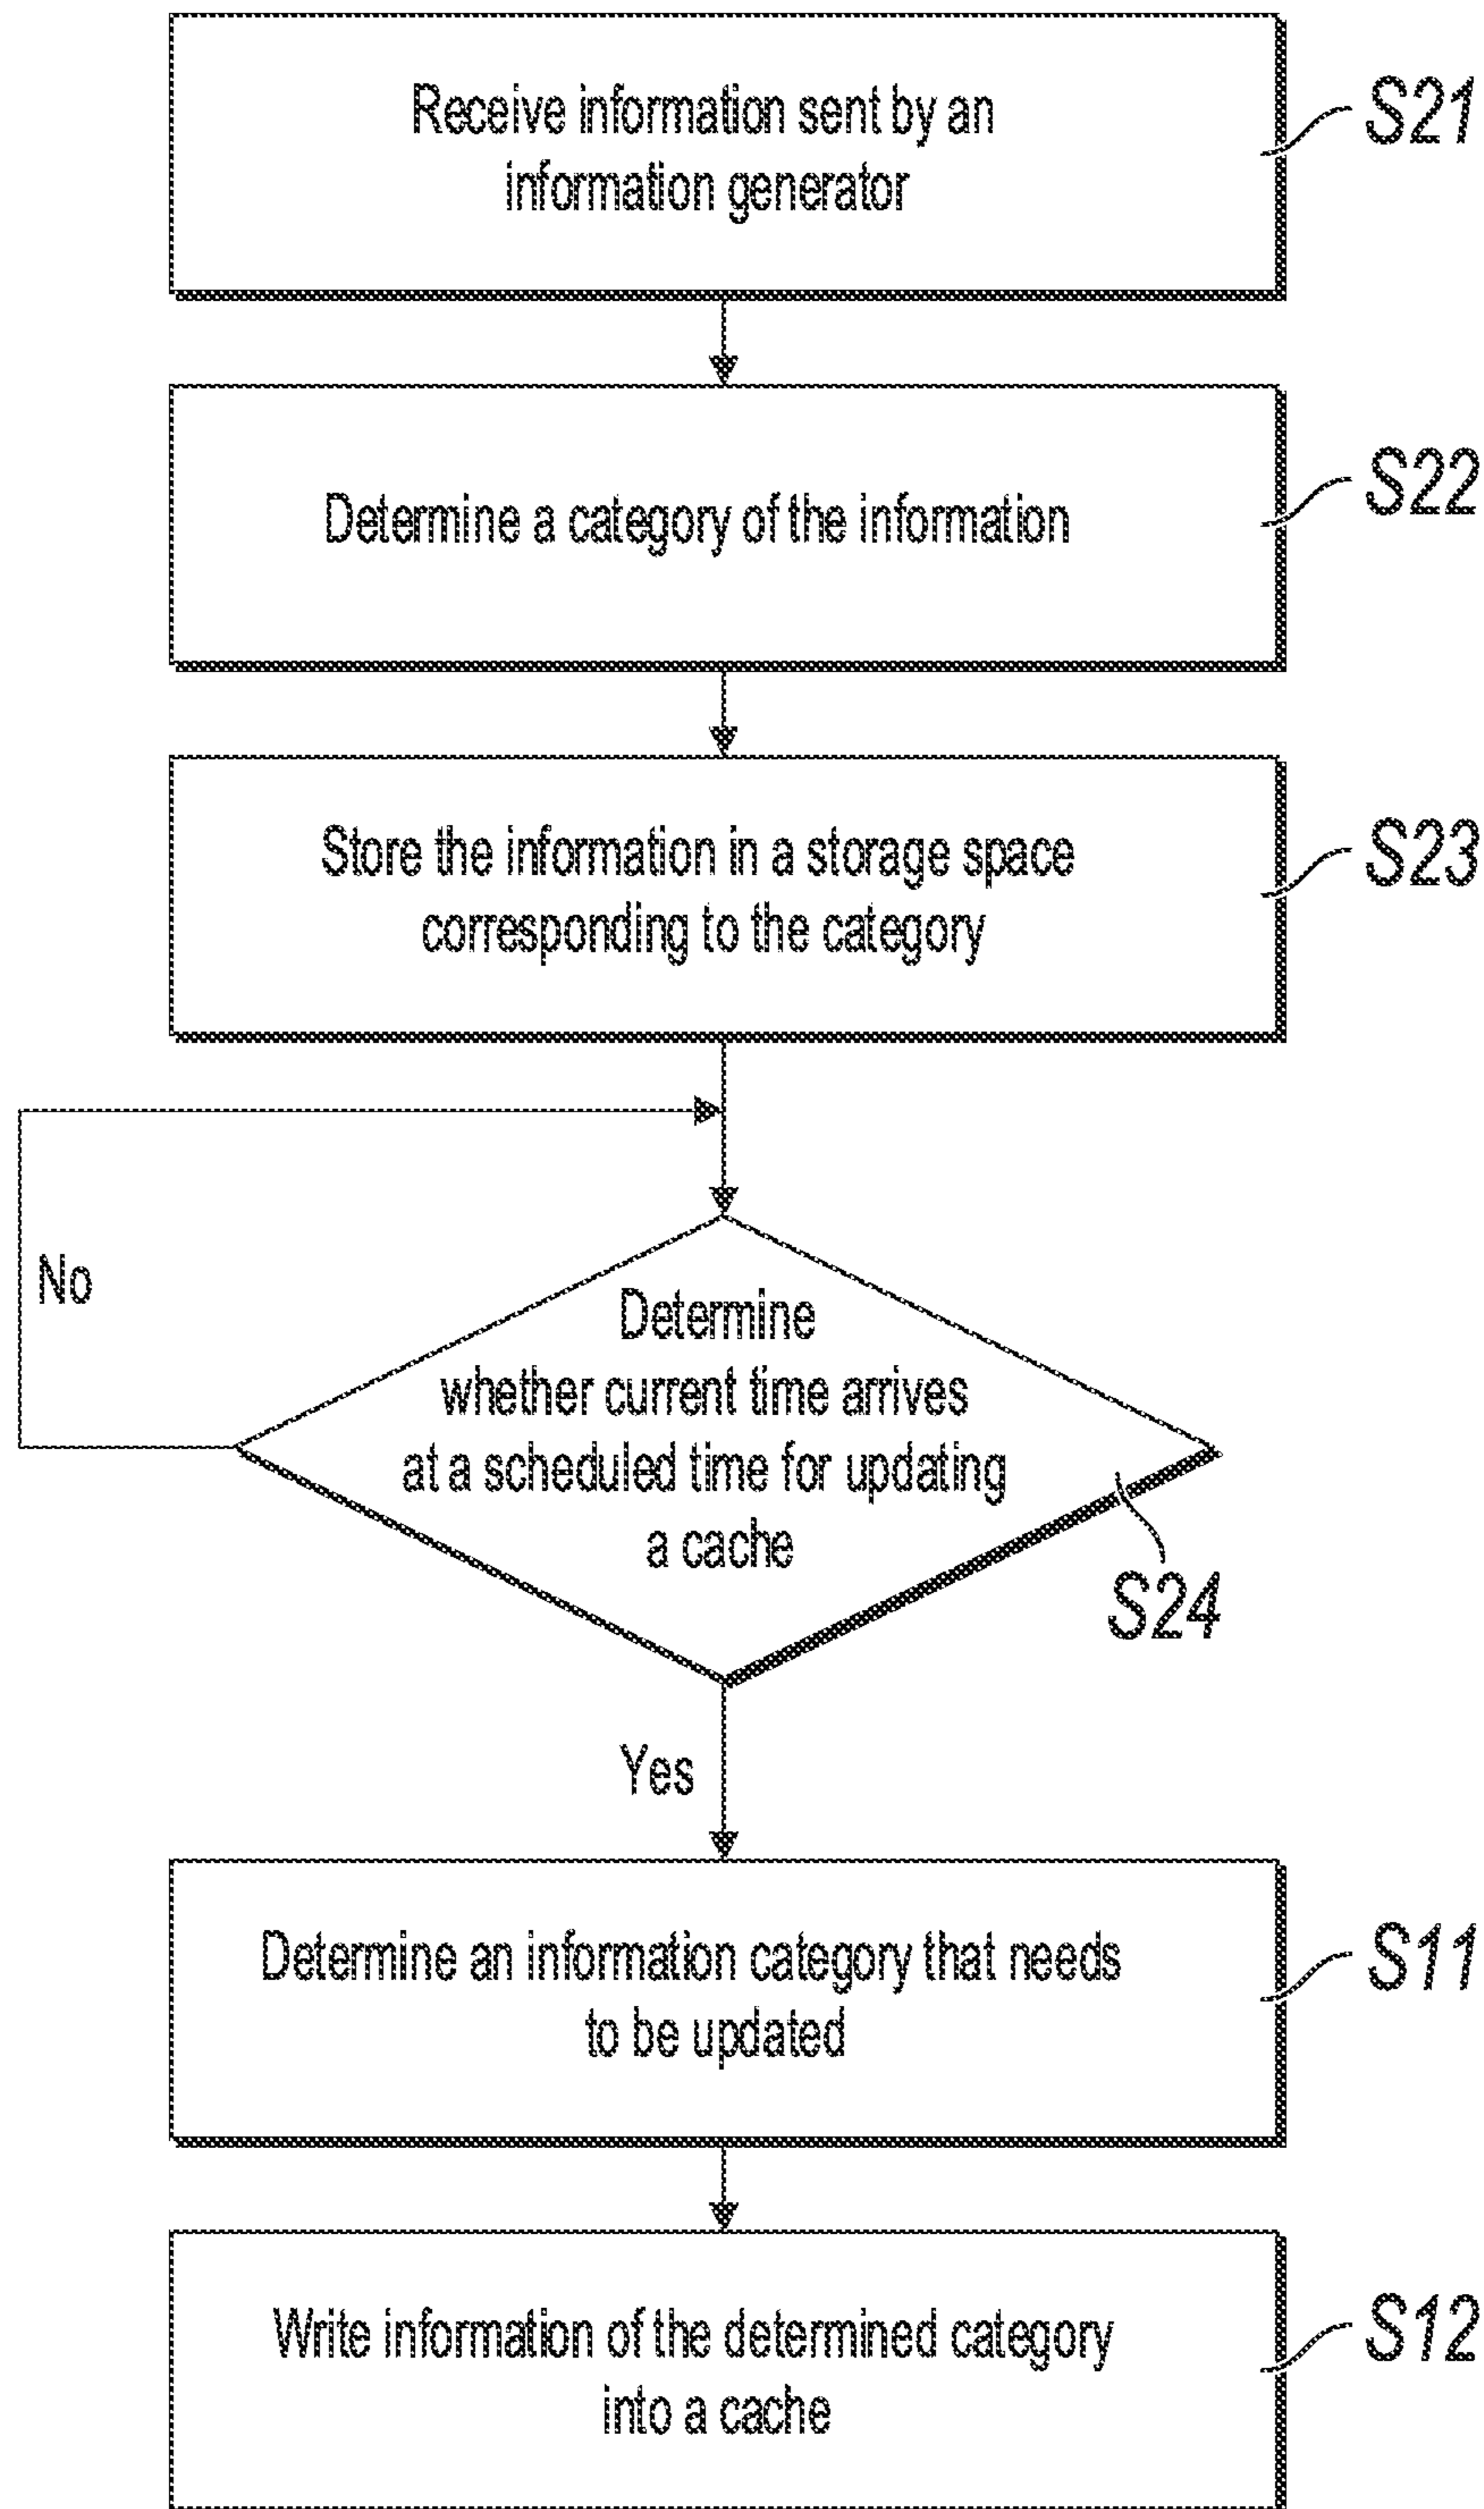 Receive information sent by an
information generator
S21
Determine a category of the information
S22
Store the information in a storage space
corresponding to the category
S23
No
Determine
whether current time arrives
at a scheduled time for updating
a cache
S24
Yes
Determine an information category that needs
to be updated
S11
Write information of the determined category
into a cache
S12